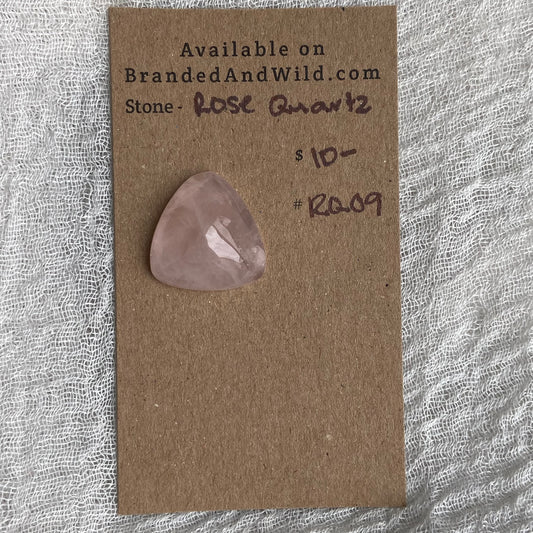 Available on
BrandedAndWild.com
Stone - Rose Quartz
$ 10-
# RQ09